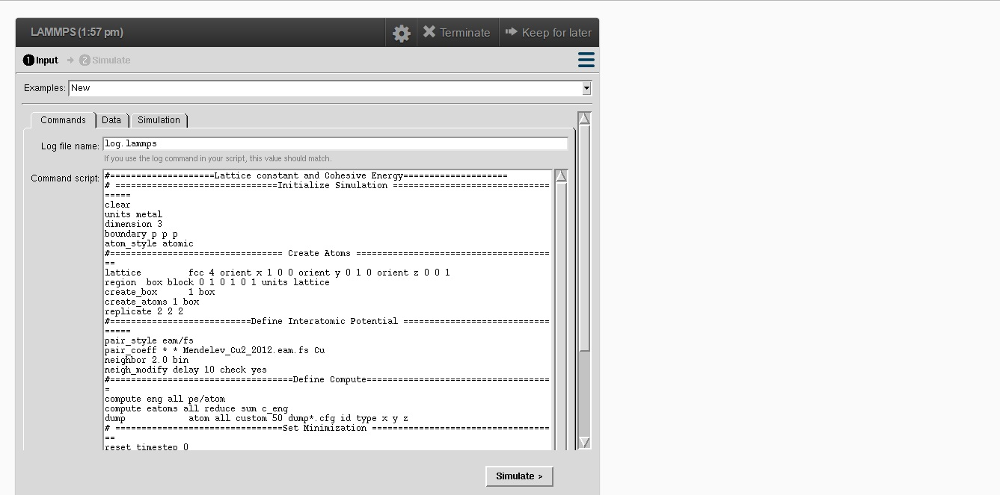 LAMMPS (1:57 pm)
Terminate
Keep for later
1 Input
2 Simulate
Examples: New
Commands Data Simulation
Log file name: log.lammps
If you use the log command in your script, this value should match.
Command script:
#====================Lattice constant and Cohesive Energy====================
# ===============================Initialize Simulation ==============================
=====
clear
units metal
dimension 3
boundary p p p
atom_style atomic
#================================= Create Atoms =====================================
==
lattice fcc 4 orient x 1 0 0 orient y 0 1 0 orient z 0 0 1
region box block 0 1 0 1 0 1 units lattice
create_box 1 box
create_atoms 1 box
replicate 2 2 2
#===========================Define Interatomic Potential ============================
=====
pair_style eam/fs
pair_coeff * * Mendelev_Cu2_2012.eam.fs Cu
neighbor 2.0 bin
neigh_modify delay 10 check yes
#===================================Define Compute===================================
=
compute eng all pe/atom
compute eatoms all reduce sum c_eng
dump atom all custom 50 dump*.cfg id type x y z
# ================================Set Minimization ==================================
==
reset_timestep 0
Simulate >